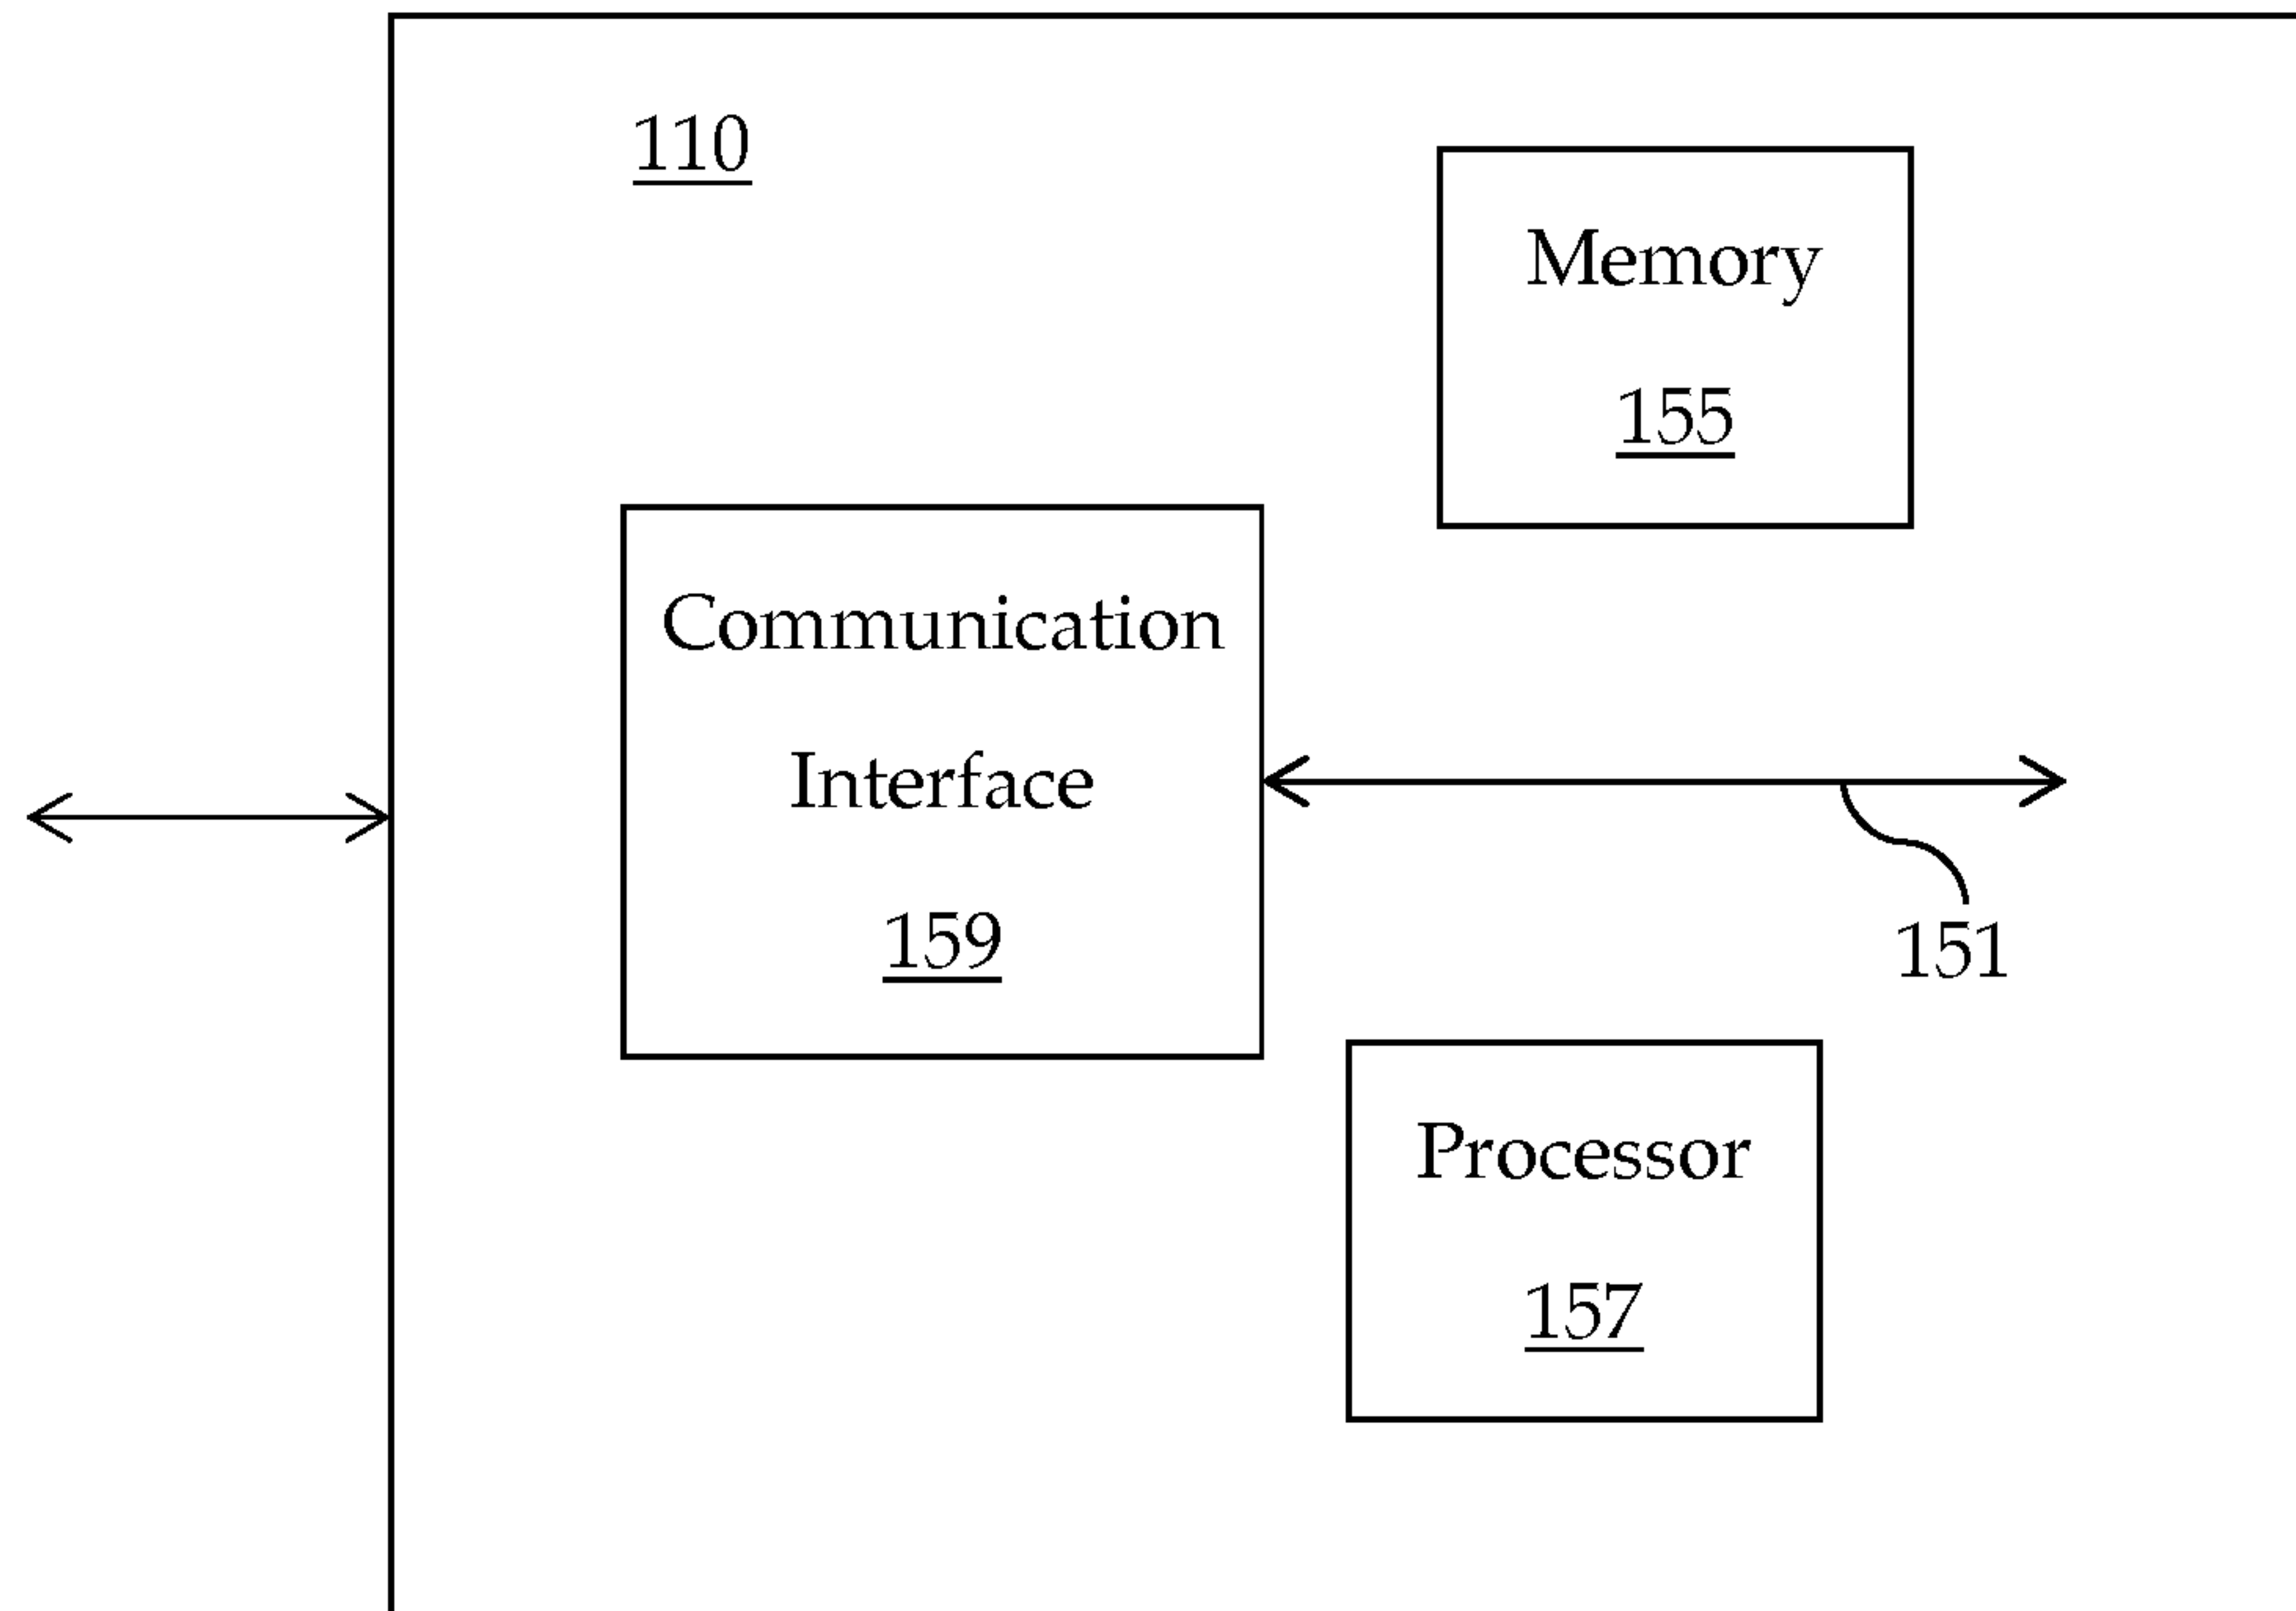 110
Memory
155
Communication
Interface
159
151
Processor
157